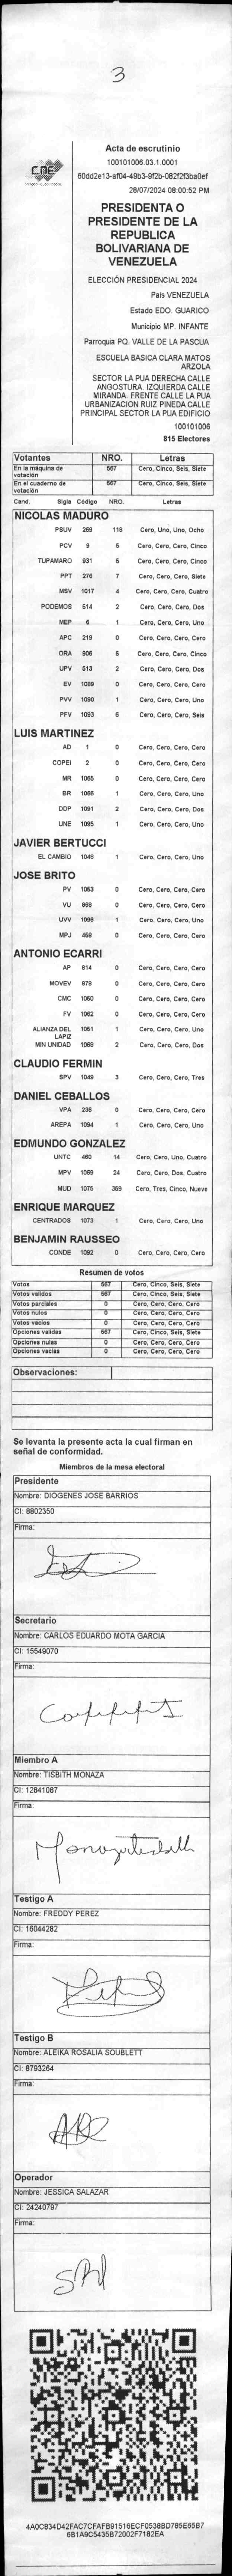 3
CNE
Acta de escrutinio
100101006.03.1.0001
60dd2e13-af04-49b3-9f2b-082f2f3ba0ef
28/07/2024 08:00:52 PM
PRESIDENTA O
PRESIDENTE DE LA
REPUBLICA
BOLIVARIANA DE
VENEZUELA
ELECCIÓN PRESIDENCIAL 2024
Pais VENEZUELA
Estado EDO. GUARICO
Municipio MP. INFANTE
Parroquia PQ. VALLE DE LA PASCUA
ESCUELA BASICA CLARA MATOS
ARZOLA
SECTOR LA PUA DERECHA CALLE
ANGOSTURA. IZQUIERDA CALLE
MIRANDA. FRENTE CALLE LA PUA
URBANIZACION RUIZ PINEDA CALLE
PRINCIPAL SECTOR LA PUA EDIFICIO
100101006
815 Electores
Votantes NRO. Letras
En la máquina de votación 567 Cero, Cinco, Seis, Siete
En el cuaderno de votación 567 Cero, Cinco, Seis, Siete
Cand. Sigla Código NRO. Letras
NICOLAS MADURO
PSUV 269 118 Cero, Uno, Uno, Ocho
PCV 9 5 Cero, Cero, Cero, Cinco
TUPAMARO 931 5 Cero, Cero, Cero, Cinco
PPT 276 7 Cero, Cero, Cero, Siete
MSV 1017 4 Cero, Cero, Cero, Cuatro
PODEMOS 514 2 Cero, Cero, Cero, Dos
MEP 6 1 Cero, Cero, Cero, Uno
APC 219 0 Cero, Cero, Cero, Cero
ORA 906 5 Cero, Cero, Cero, Cinco
UPV 513 2 Cero, Cero, Cero, Dos
EV 1089 0 Cero, Cero, Cero, Cero
PVV 1090 1 Cero, Cero, Cero, Uno
PFV 1093 6 Cero, Cero, Cero, Seis
LUIS MARTINEZ
AD 1 0 Cero, Cero, Cero, Cero
COPEI 2 0 Cero, Cero, Cero, Cero
MR 1065 0 Cero, Cero, Cero, Cero
BR 1066 1 Cero, Cero, Cero, Uno
DDP 1091 2 Cero, Cero, Cero, Dos
UNE 1095 1 Cero, Cero, Cero, Uno
JAVIER BERTUCCI
EL CAMBIO 1048 1 Cero, Cero, Cero, Uno
JOSE BRITO
PV 1053 0 Cero, Cero, Cero, Cero
VU 868 0 Cero, Cero, Cero, Cero
UVV 1096 1 Cero, Cero, Cero, Uno
MPJ 458 0 Cero, Cero, Cero, Cero
ANTONIO ECARRI
AP 814 0 Cero, Cero, Cero, Cero
MOVEV 878 0 Cero, Cero, Cero, Cero
CMC 1050 0 Cero, Cero, Cero, Cero
FV 1052 0 Cero, Cero, Cero, Cero
ALIANZA DEL LAPIZ 1051 1 Cero, Cero, Cero, Uno
MIN UNIDAD 1069 2 Cero, Cero, Cero, Dos
CLAUDIO FERMIN
SPV 1049 3 Cero, Cero, Cero, Tres
DANIEL CEBALLOS
VPA 236 0 Cero, Cero, Cero, Cero
AREPA 1094 1 Cero, Cero, Cero, Uno
EDMUNDO GONZALEZ
UNTC 460 14 Cero, Cero, Uno, Cuatro
MPV 24 Cero, Cero, Dos, Cuatro
MUD 1075 359 Cero, Tres, Cinco, Nueve
ENRIQUE MARQUEZ
CENTRADOS 1073 1 Cero, Cero, Cero, Uno
BENJAMIN RAUSSEO
CONDE 1092 0 Cero, Cero, Cero, Cero
Resumen de votos
Votos 567 Cero, Cinco, Seis, Siete
Votos validos 567 Cero, Cinco, Seis, Siete
Votos parciales 0 Cero, Cero, Cero, Cero
Votos nulos 0 Cero, Cero, Cero, Cero
Votos vacios 0 Cero, Cero, Cero, Cero
Opciones validas 567 Cero, Cinco, Seis, Siete
Opciones nulas 0 Cero, Cero, Cero, Cero
Opciones vacias 0 Cero, Cero, Cero, Cero
Observaciones:
Se levanta la presente acta la cual firman en
señal de conformidad.
Miembros de la mesa electoral
Presidente
Nombre: DIOGENES JOSE BARRIOS
CI: 8802350
Firma:
Secretario
Nombre: CARLOS EDUARDO MOTA GARCIA
CI: 15549070
Firma:
Miembro A
Nombre: TISBITH MONAZA
CI: 12841087
Firma:
Testigo A
Nombre: FREDDY PEREZ
CI: 16044282
Firma:
Testigo B
Nombre: ALEIKA ROSALIA SOUBLETT
CI: 8793264
Firma:
Operador
Nombre: JESSICA SALAZAR
CI: 24240797
Firma:
4A0C834D42FAC7CFAFB91516ECF0538BD785E65B7
6B1A9C5435B72002F7182EA